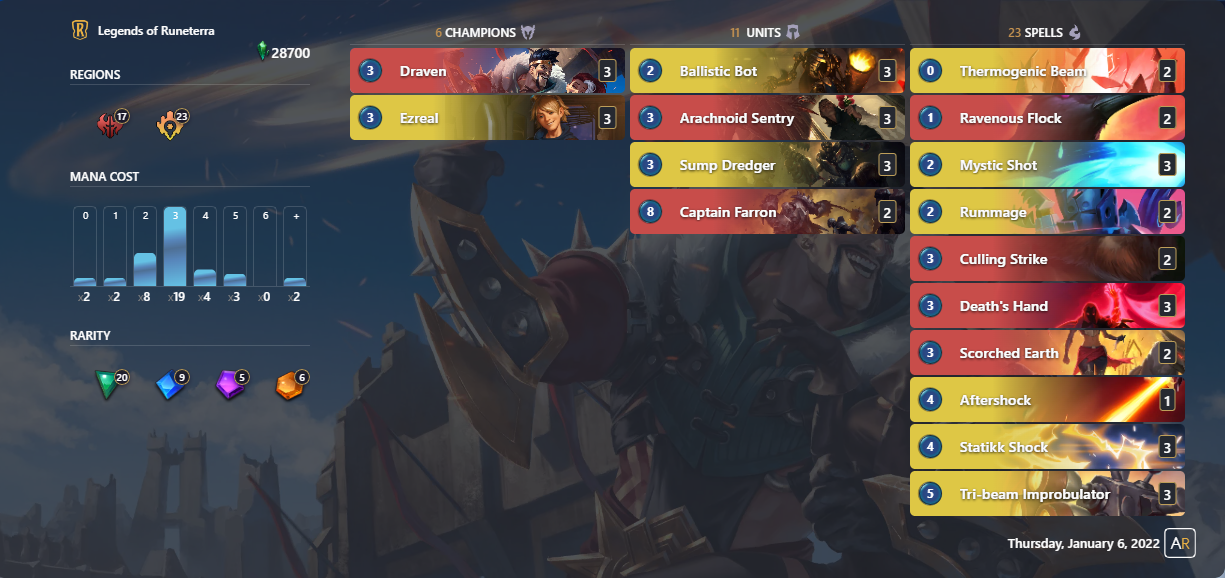 Legends of Runeterra
28700
REGIONS
17
23
MANA COST
0 1 2 3 4 5 6 +
x2 x2 x8 x19 x4 x3 x0 x2
RARITY
20
9
5
6
6 CHAMPIONS
3 Draven 3
3 Ezreal 3
11 UNITS
2 Ballistic Bot 3
3 Arachnoid Sentry 3
3 Sump Dredger 3
8 Captain Farron 2
23 SPELLS
0 Thermogenic Beam 2
1 Ravenous Flock 2
2 Mystic Shot 3
2 Rummage 2
3 Culling Strike 2
3 Death's Hand 3
3 Scorched Earth 2
4 Aftershock 1
4 Statikk Shock 3
5 Tri-beam Improbulator 3
Thursday, January 6, 2022 AR